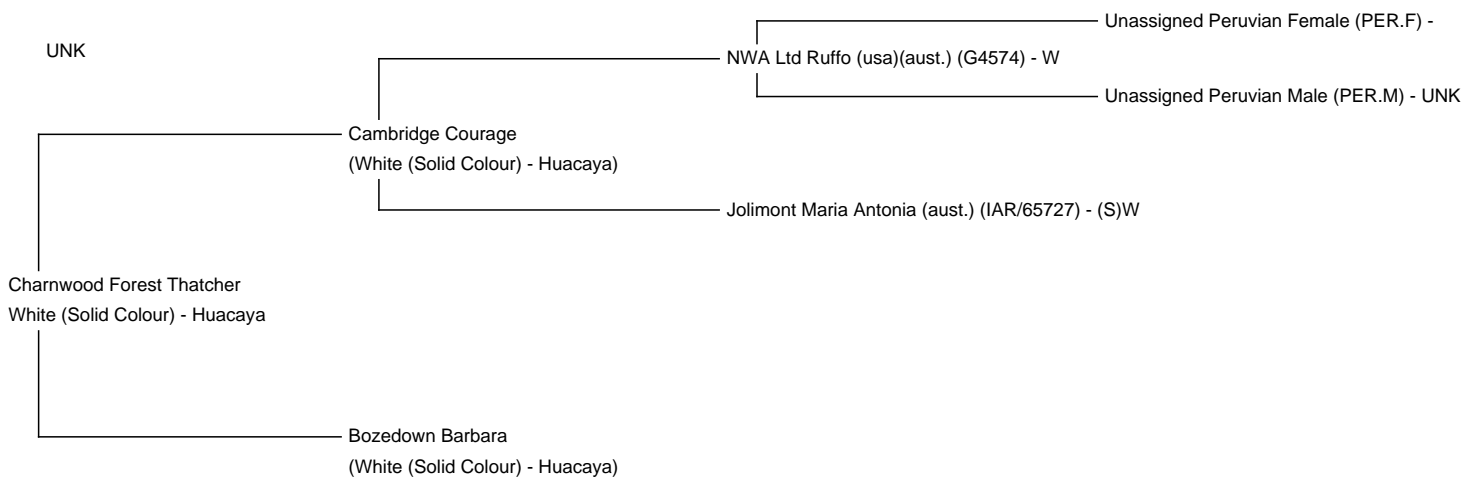 Unassigned Peruvian Female (PER.F) -
UNK
NWA Ltd Ruffo (usa)(aust.) (G4574) - W
Unassigned Peruvian Male (PER.M) - UNK
Cambridge Courage
(White (Solid Colour) - Huacaya)
Jolimont Maria Antonia (aust.) (IAR/65727) - (S)W
Charnwood Forest Thatcher
White (Solid Colour) - Huacaya
Bozedown Barbara
(White (Solid Colour) - Huacaya)